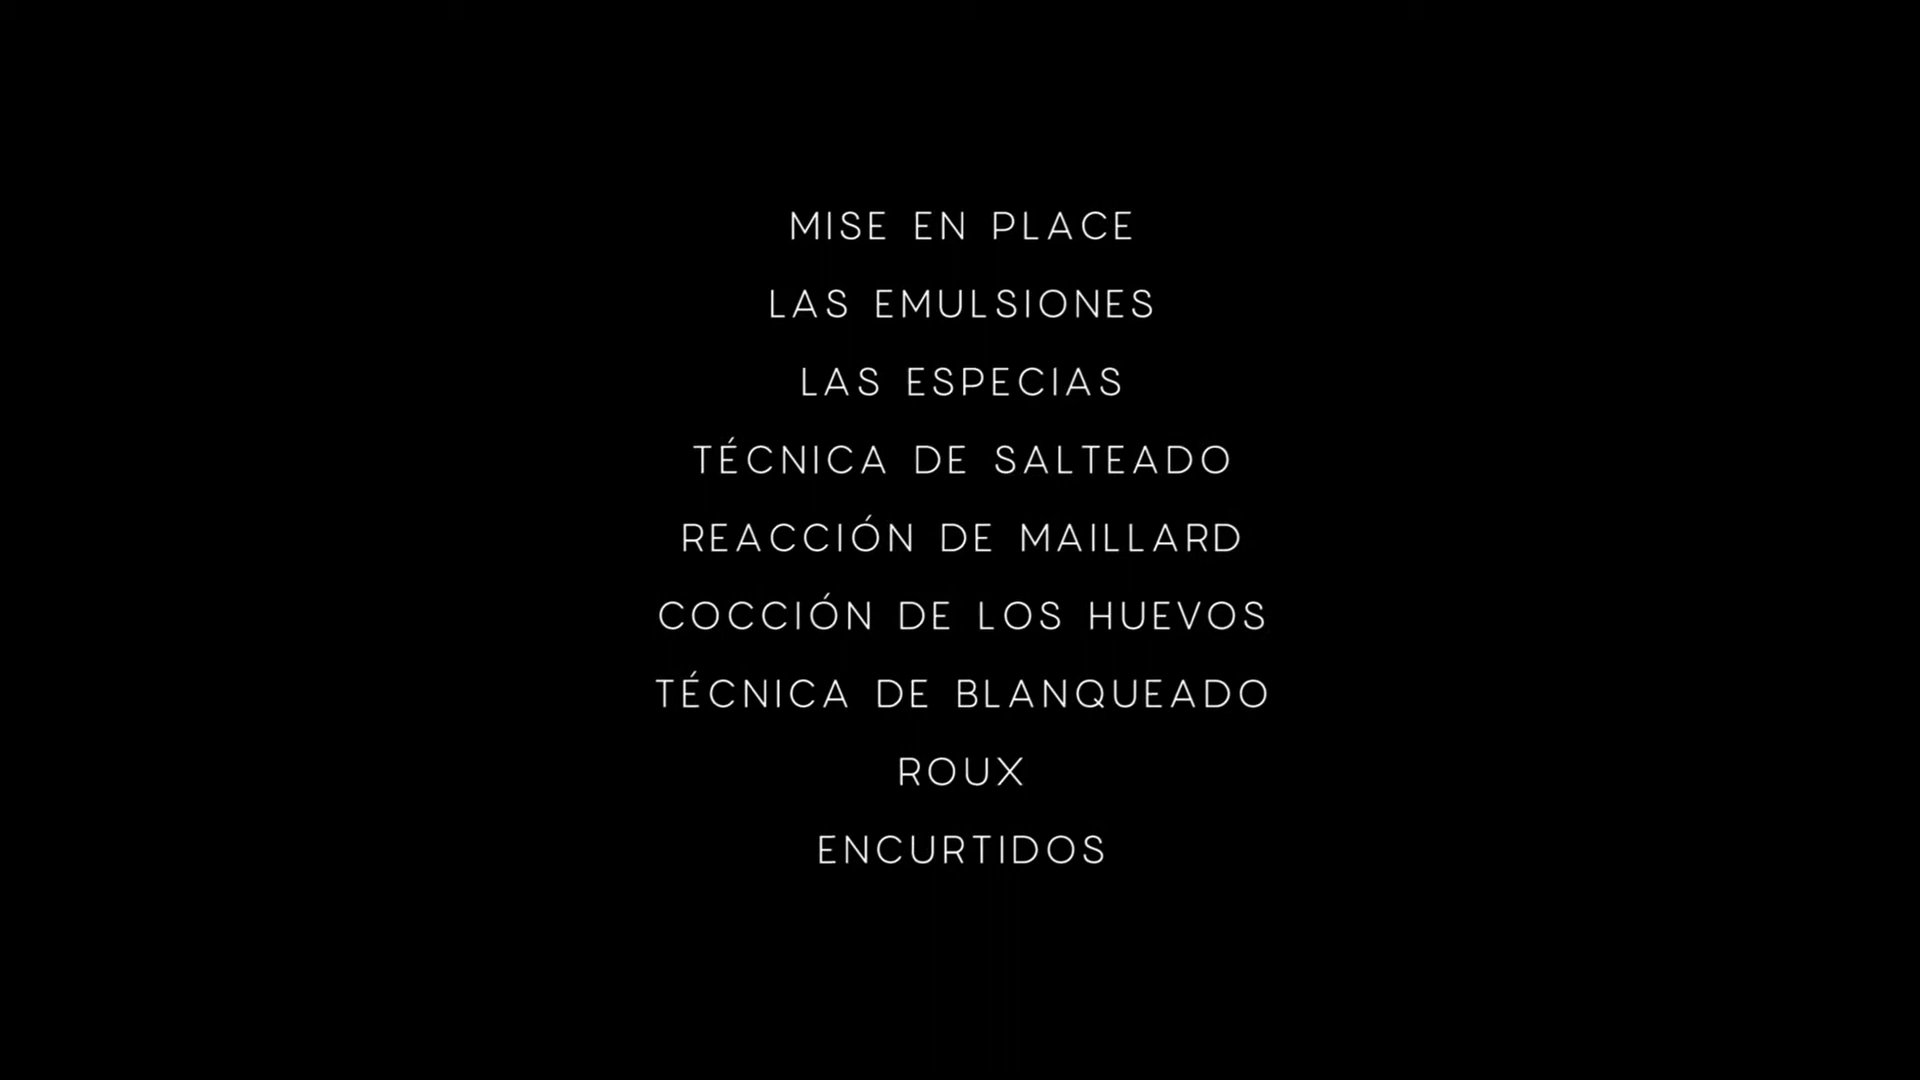 MISE EN PLACE
LAS EMULSIONES
LAS ESPECIAS
TÉCNICA DE SALTEADO
REACCIÓN DE MAILLARD
COCCIÓN DE LOS HUEVOS
TÉCNICA DE BLANQUEADO
ROUX
ENCURTIDOS